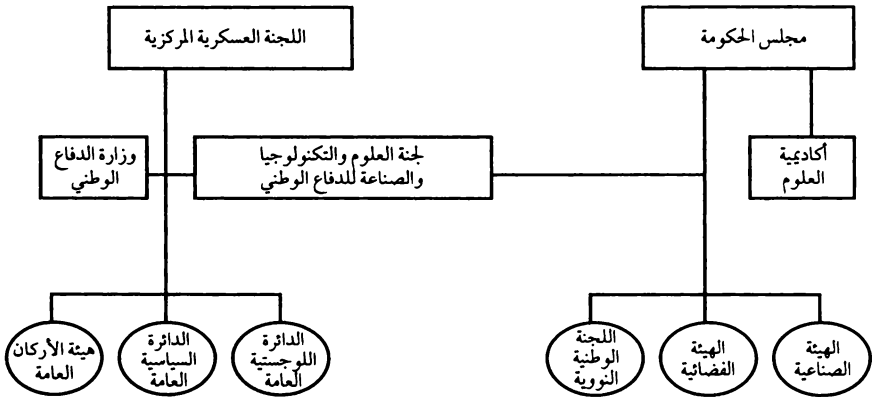 مجلس الحكومة
اللجنة العسكرية المركزية
أكاديمية
العلوم
لجنة العلوم والتكنولوجيا
والصناعة للدفاع الوطني
وزارة الدفاع
الوطني
الهيئة
الصناعية
الهيئة
الفضائية
اللجنة
الوطنية
النووية
الدائرة
اللوجستية
العامة
الدائرة
السياسية
العامة
هيئة الأركان
العامة